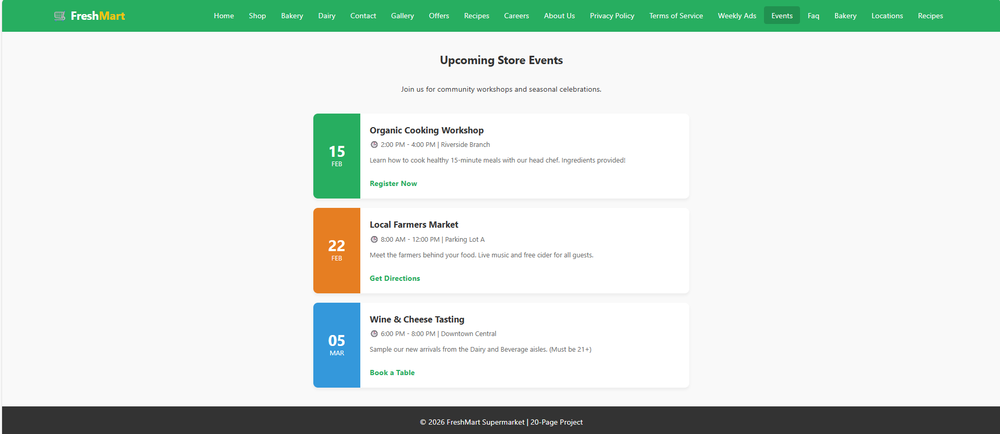 FreshMart
Home Shop Bakery Dairy Contact Gallery Offers Recipes Careers About Us Privacy Policy Terms of Service Weekly Ads Events Faq Bakery Locations Recipes
Upcoming Store Events
Join us for community workshops and seasonal celebrations.
15
FEB
Organic Cooking Workshop
2:00 PM - 4:00 PM | Riverside Branch
Learn how to cook healthy 15-minute meals with our head chef. Ingredients provided!
Register Now
22
FEB
Local Farmers Market
8:00 AM - 12:00 PM | Parking Lot A
Meet the farmers behind your food. Live music and free cider for all guests.
Get Directions
05
MAR
Wine & Cheese Tasting
6:00 PM - 8:00 PM | Downtown Central
Sample our new arrivals from the Dairy and Beverage aisles. (Must be 21+)
Book a Table
© 2026 FreshMart Supermarket | 20-Page Project